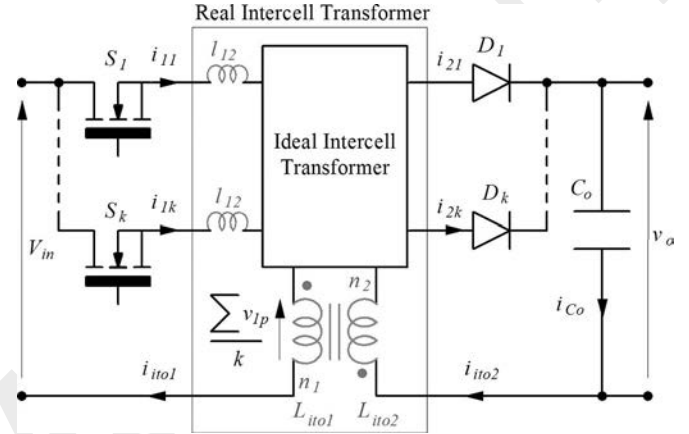 Real Intercell Transformer
S1 i11 l12 i21 D1
Ideal Intercell
Transformer
Sk i1k l12 i2k Dk Co
Vin vo
n2
∑ v1p
k
iCo
iito1 n1 iito2
Lito1 Lito2